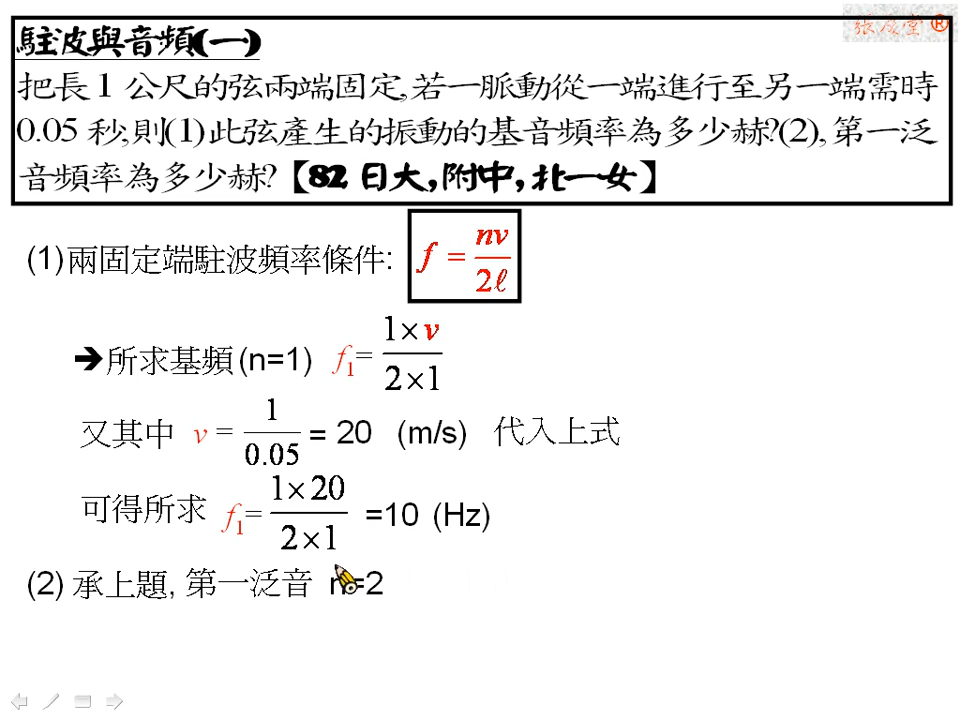 張度堂®
駐波與音頻(一)
把長1公尺的弦兩端固定,若一脈動從一端進行至另一端需時
0.05秒;則(1)此弦產生的振動的基音頻率為多少赫?(2),第一泛
音頻率為多少赫?【82日大,附中,北一女】
(1)兩固定端駐波頻率條件: f = nv/2ℓ
➔所求基頻(n=1) f₁= 1×v/2×1
又其中 v = 1/0.05 = 20 (m/s) 代入上式
可得所求 f₁= 1×20/2×1 =10 (Hz)
(2) 承上題, 第一泛音 n=2